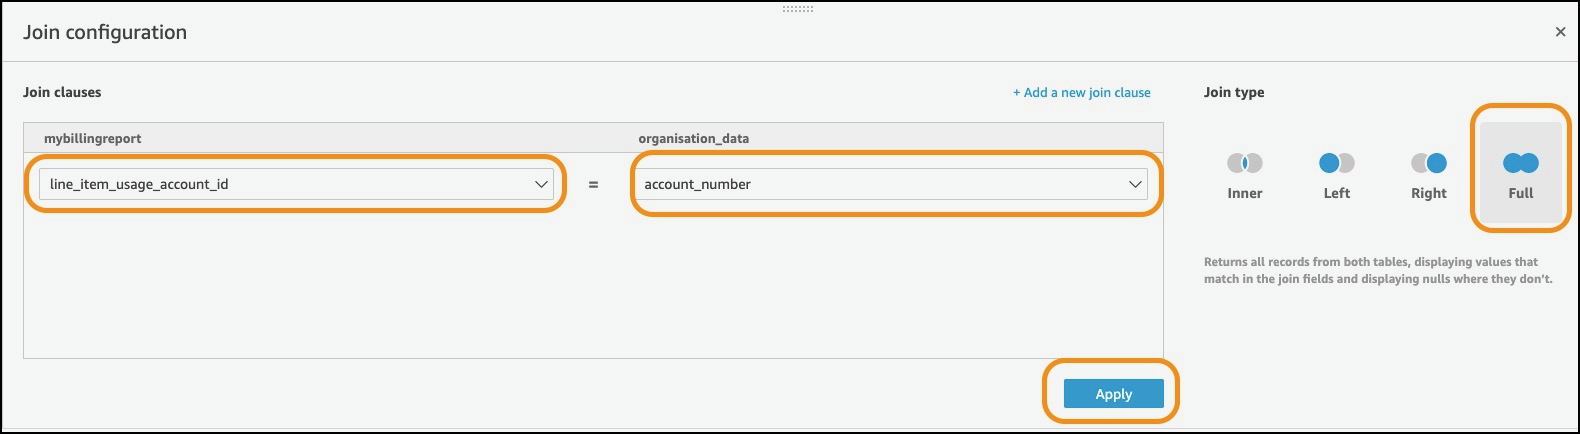 Join configuration
×
Join clauses
+ Add a new join clause
Join type
mybillingreport
organisation_data
line_item_usage_account_id
=
account_number
Inner
Left
Right
Full
Returns all records from both tables, displaying values that
match in the join fields and displaying nulls where they don't.
Apply